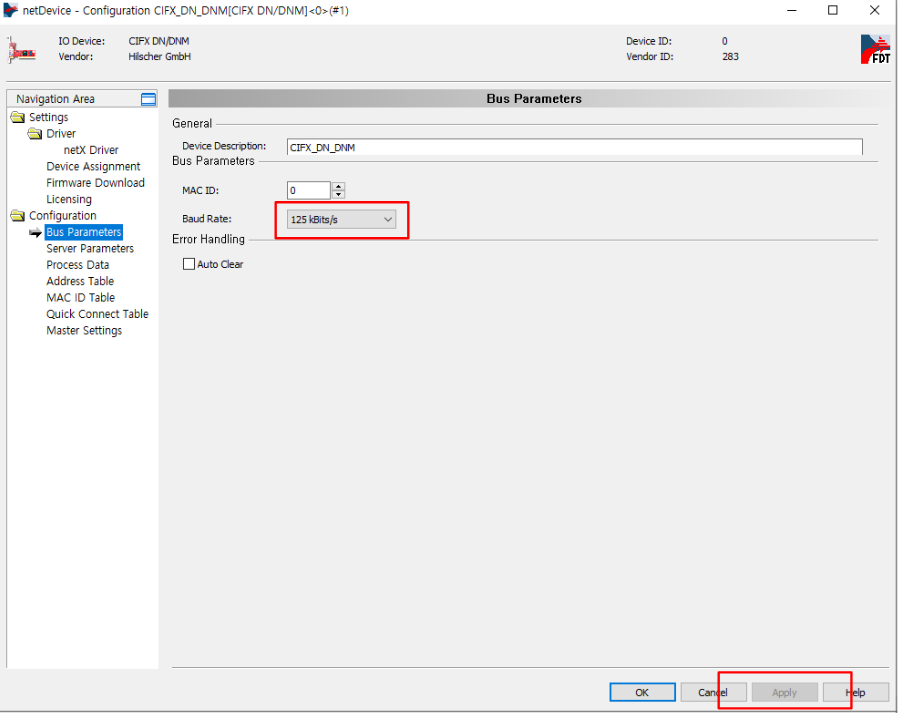 netDevice - Configuration CIFX_DN_DNM[CIFX DN/DNM]<0>(#1)
IO Device: CIFX DN/DNM Device ID: 0
Vendor: Hilscher GmbH Vendor ID: 283
FDT
Navigation Area
Settings
Driver
netX Driver
Device Assignment
Firmware Download
Licensing
Configuration
Bus Parameters
Server Parameters
Process Data
Address Table
MAC ID Table
Quick Connect Table
Master Settings
Bus Parameters
General
Device Description: CIFX_DN_DNM
Bus Parameters
MAC ID: 0
Baud Rate: 125 kBits/s
Error Handling
Auto Clear
OK Cancel Apply Help